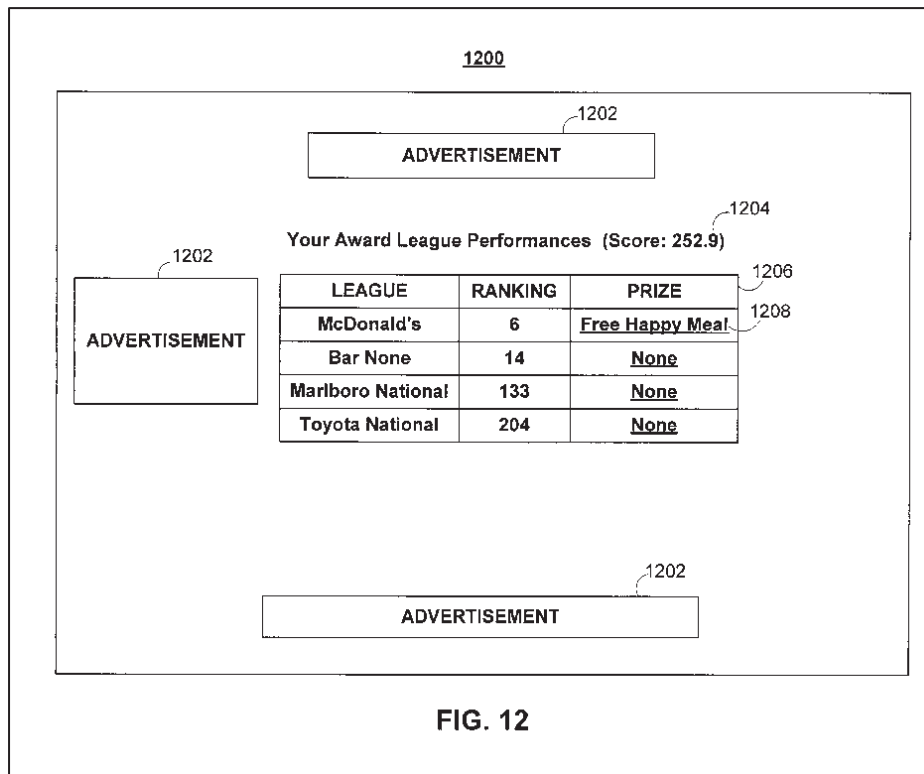 1200
1202
ADVERTISEMENT
1204
Your Award League Performances (Score: 252.9)
1202
ADVERTISEMENT
1206
LEAGUE RANKING PRIZE
McDonald's 6 Free Happy Meal
1208
Bar None 14 None
Marlboro National 133 None
Toyota National 204 None
1202
ADVERTISEMENT
FIG. 12